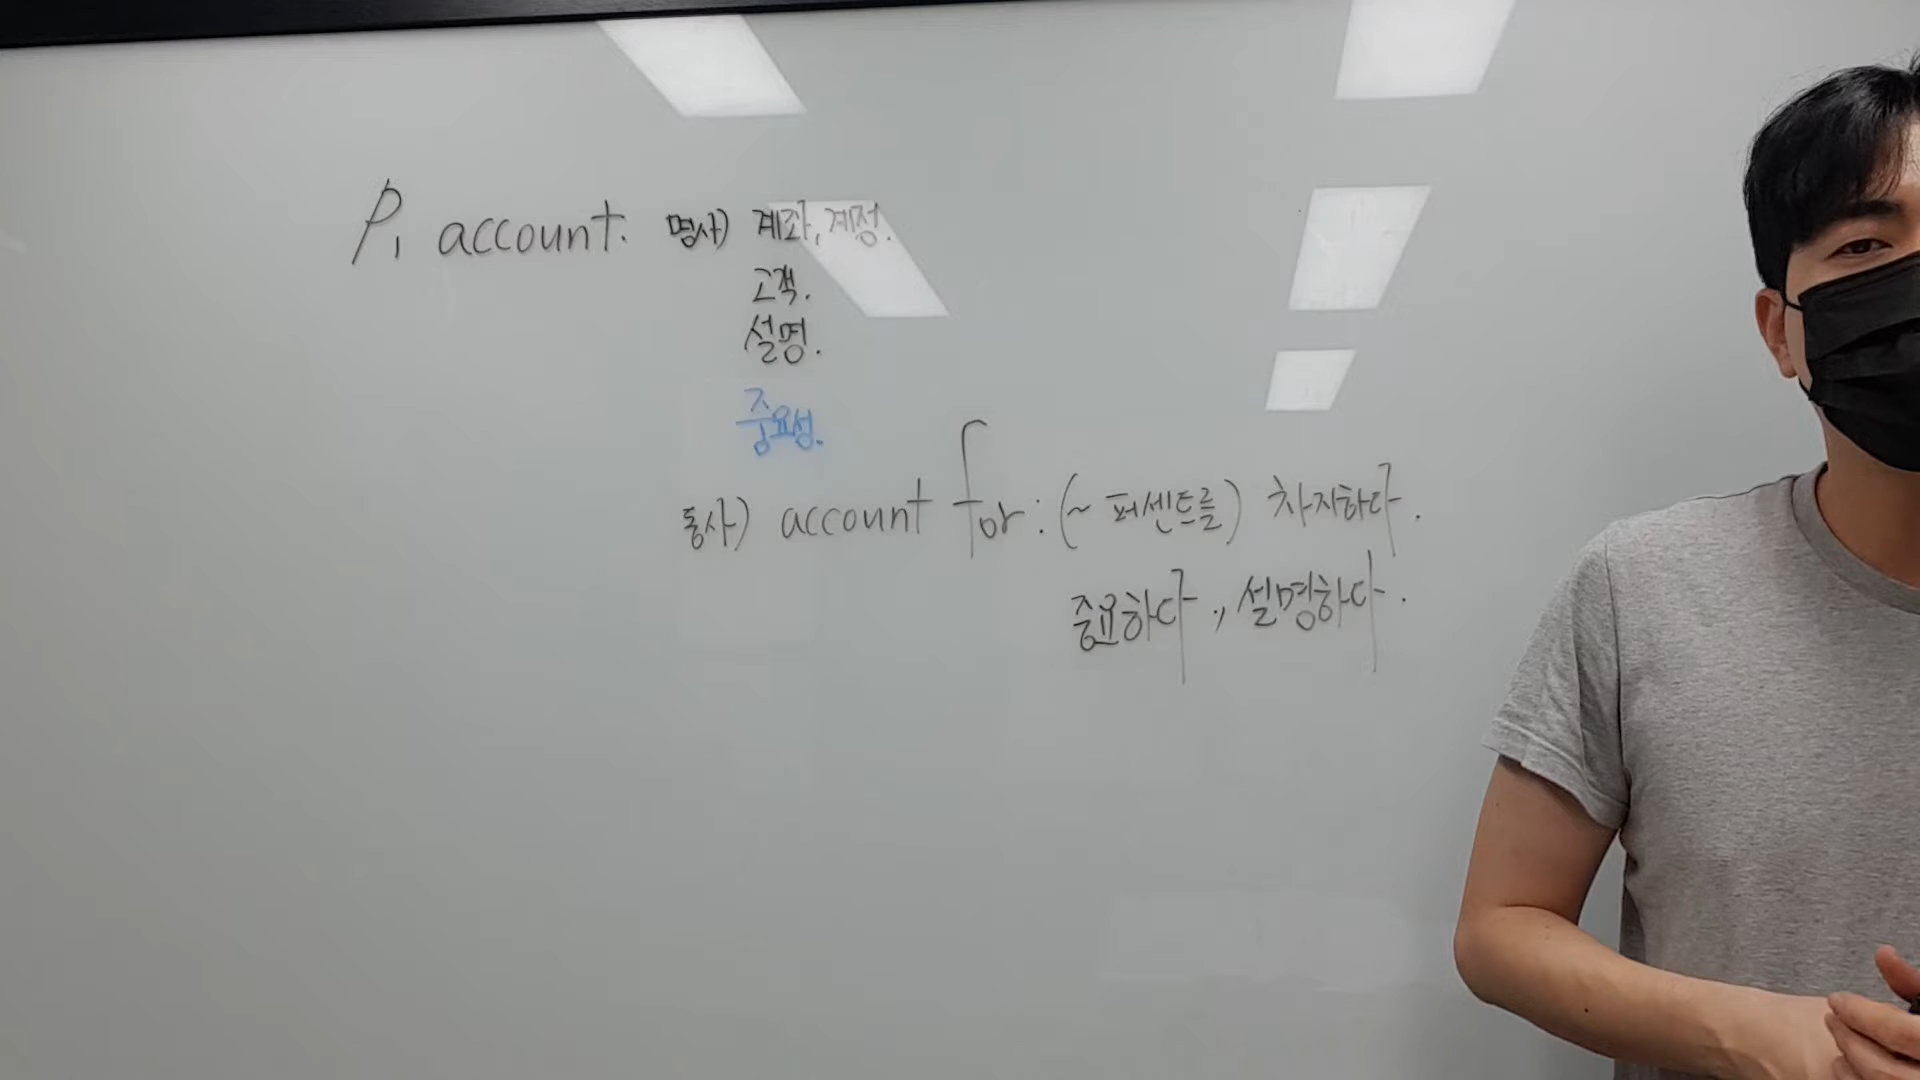 P1 account: 명사) 계좌, 계정.
고객.
설명.
중요성.
동사) account for: (~ 퍼센트를) 차지하다.
중요하다, 설명하다.